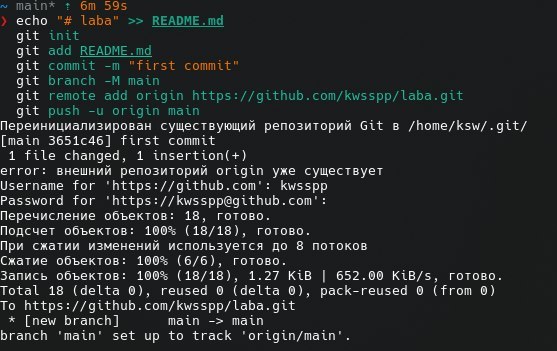 ~ main* ↑ 6m 59s
❯ echo "# laba" >> README.md
git init
git add README.md
git commit -m "first commit"
git branch -M main
git remote add origin https://github.com/kwsspp/laba.git
git push -u origin main
Переинициализирован существующий репозиторий Git в /home/ksw/.git/
[main 3651c46] first commit
1 file changed, 1 insertion(+)
error: внешний репозиторий origin уже существует
Username for 'https://github.com': kwsspp
Password for 'https://kwsspp@github.com':
Перечисление объектов: 18, готово.
Подсчет объектов: 100% (18/18), готово.
При сжатии изменений используется до 8 потоков
Сжатие объектов: 100% (6/6), готово.
Запись объектов: 100% (18/18), 1.27 KiB | 652.00 KiB/s, готово.
Total 18 (delta 0), reused 0 (delta 0), pack-reused 0 (from 0)
To https://github.com/kwsspp/laba.git
* [new branch] main -> main
branch 'main' set up to track 'origin/main'.